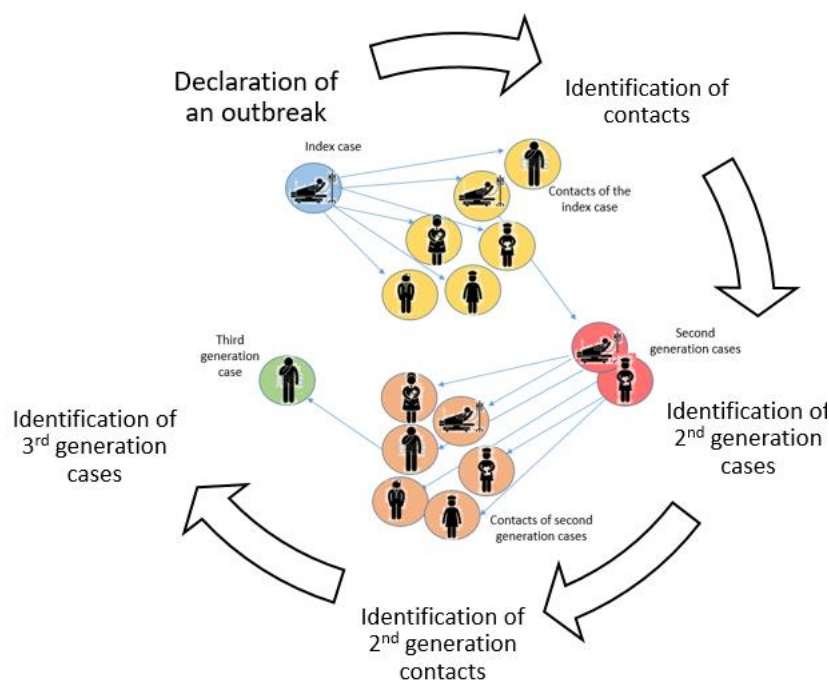 Declaration of
an outbreak
Identification of
contacts
Index case
Contacts of the
index case
Second
generation cases
Third
generation
case
Identification of
2nd generation
cases
Identification of
3rd generation
cases
Contacts of second
generation cases
Identification of
2nd generation
contacts